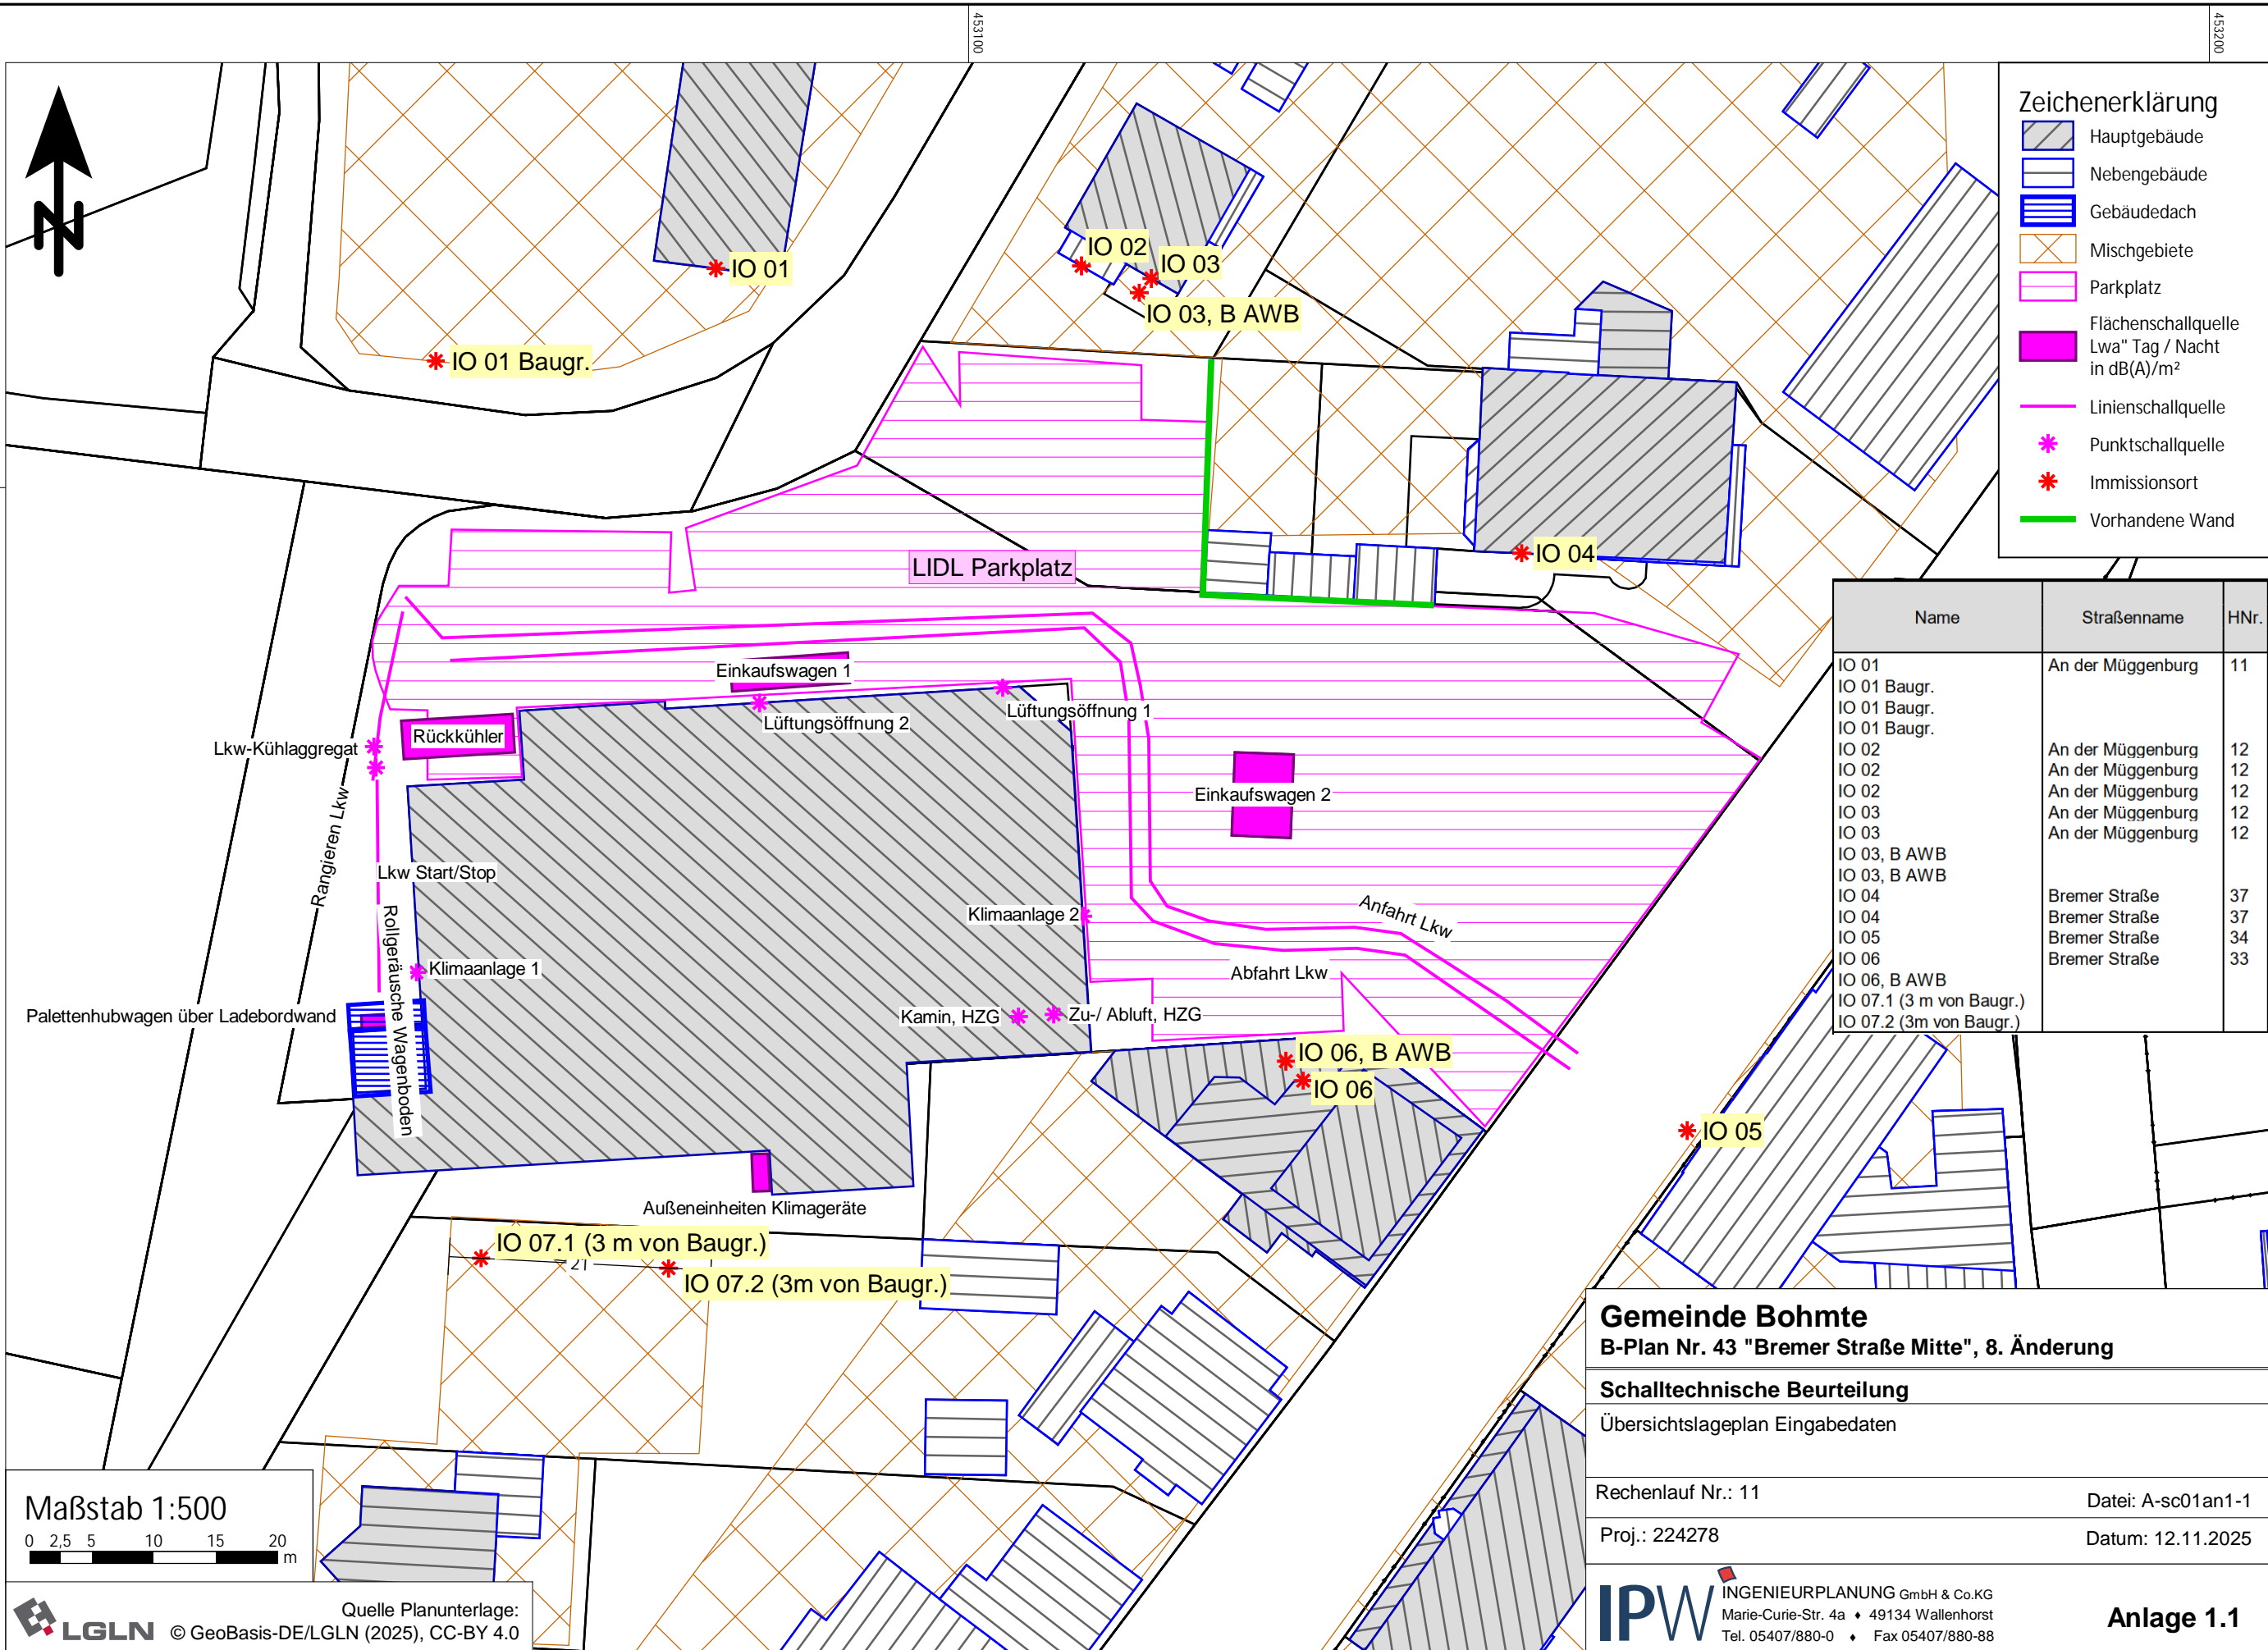 453100
453200
Zeichenerklärung
Hauptgebäude
Nebengebäude
Gebäudedach
Mischgebiete
Parkplatz
Flächenschallquelle
Lwa" Tag / Nacht
in dB(A)/m²
Linienschallquelle
Punktschallquelle
Immissionsort
Vorhandene Wand
N
IO 01
IO 01 Baugr.
IO 02
IO 03
IO 03, B AWB
IO 04
LIDL Parkplatz
Einkaufswagen 1
Lüftungsöffnung 2
Lüftungsöffnung 1
Rückkühler
Lkw-Kühlaggregat
Rangieren Lkw
Lkw Start/Stop
Rollgeräusche Wagenboden
Klimaanlage 1
Klimaanlage 2
Einkaufswagen 2
Anfahrt Lkw
Abfahrt Lkw
Palettenhubwagen über Ladebordwand
Kamin, HZG
Zu-/ Abluft, HZG
IO 06, B AWB
IO 06
IO 05
Außeneinheiten Klimageräte
IO 07.1 (3 m von Baugr.)
21
IO 07.2 (3m von Baugr.)
Name Straßenname HNr.
IO 01 An der Müggenburg 11
IO 01 Baugr.
IO 01 Baugr.
IO 01 Baugr.
IO 02 An der Müggenburg 12
IO 02 An der Müggenburg 12
IO 02 An der Müggenburg 12
IO 03 An der Müggenburg 12
IO 03 An der Müggenburg 12
IO 03, B AWB
IO 03, B AWB
IO 04 Bremer Straße 37
IO 04 Bremer Straße 37
IO 05 Bremer Straße 34
IO 06 Bremer Straße 33
IO 06, B AWB
IO 07.1 (3 m von Baugr.)
IO 07.2 (3m von Baugr.)
Gemeinde Bohmte
B-Plan Nr. 43 "Bremer Straße Mitte", 8. Änderung
Schalltechnische Beurteilung
Übersichtslageplan Eingabedaten
Rechenlauf Nr.: 11
Datei: A-sc01an1-1
Proj.: 224278
Datum: 12.11.2025
IPW
INGENIEURPLANUNG GmbH & Co.KG
Marie-Curie-Str. 4a ♦ 49134 Wallenhorst
Tel. 05407/880-0 ♦ Fax 05407/880-88
Anlage 1.1
Maßstab 1:500
0 2,5 5 10 15 20
m
Quelle Planunterlage:
LGLN © GeoBasis-DE/LGLN (2025), CC-BY 4.0